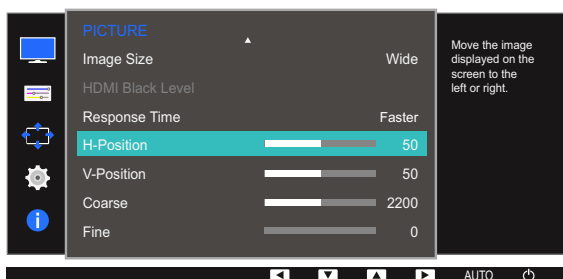 PICTURE
Image Size Wide
HDMI Black Level
Response Time Faster
H-Position 50
V-Position 50
Coarse 2200
Fine 0
Move the image
displayed on the
screen to the
left or right.
AUTO